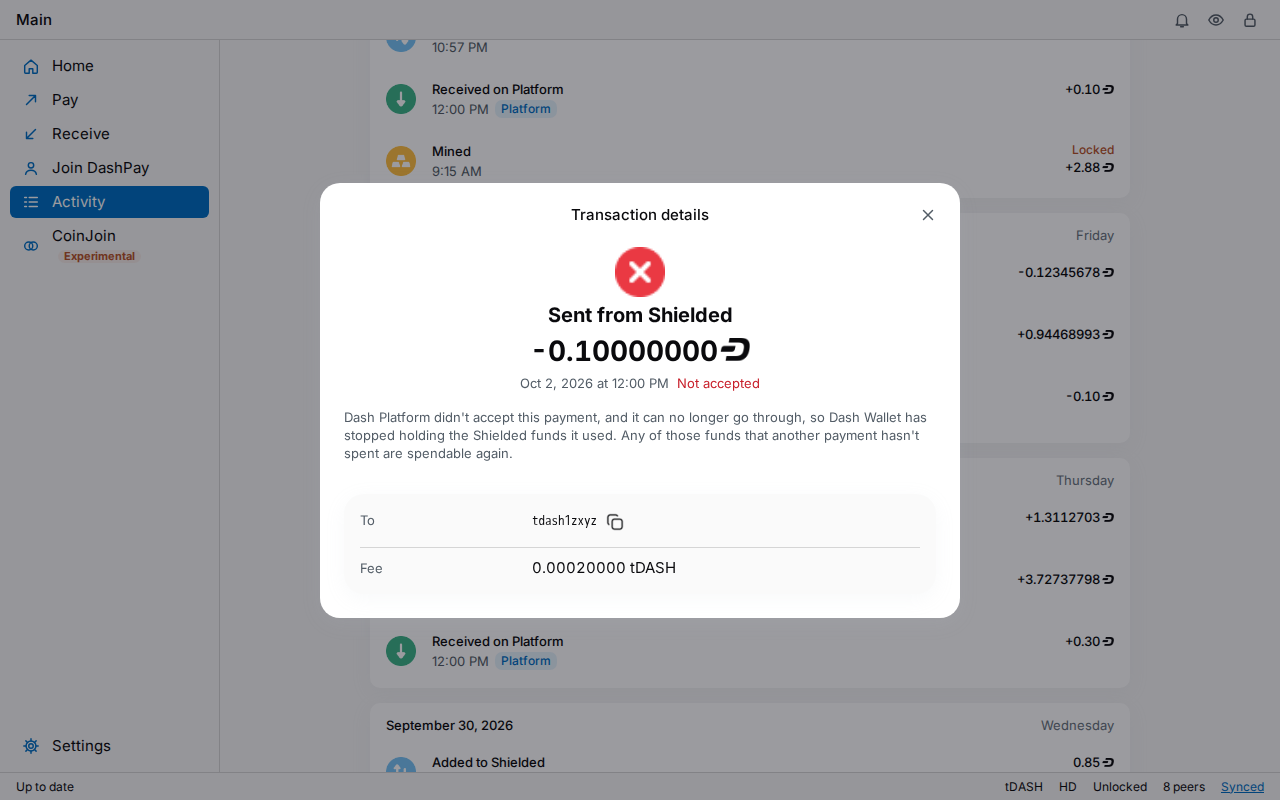 Main
Home
Pay
Receive
Join DashPay
Activity
CoinJoin
Experimental
Settings
10:57 PM
Received on Platform
+0.10
12:00 PM Platform
Mined
Locked
9:15 AM
+2.88
Friday
-0.12345678
+0.94468993
-0.10
Thursday
+1.3112703
+3.72737798
Transaction details
Sent from Shielded
-0.10000000
Oct 2, 2026 at 12:00 PM Not accepted
Dash Platform didn't accept this payment, and it can no longer go through, so Dash Wallet has
stopped holding the Shielded funds it used. Any of those funds that another payment hasn't
spent are spendable again.
To tdash1zxyz
Fee 0.00020000 tDASH
Received on Platform
+0.30
12:00 PM Platform
September 30, 2026 Wednesday
Added to Shielded 0.85
Up to date tDASH HD Unlocked 8 peers Synced